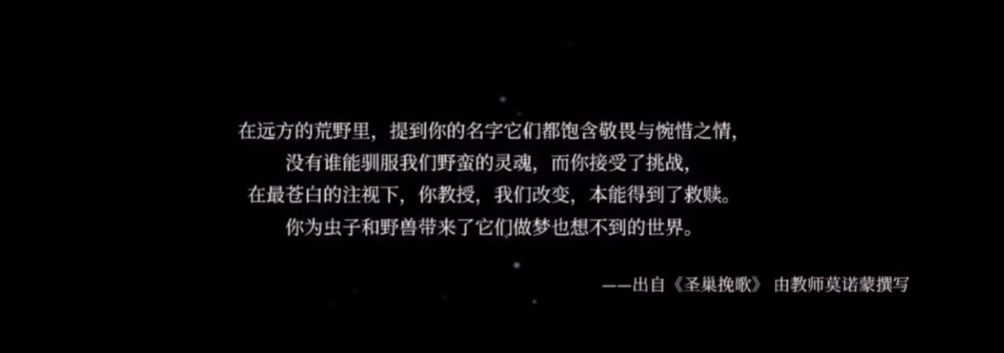 在远方的荒野里，提到你的名字它们都饱含敬畏与惋惜之情，
没有谁能驯服我们野蛮的灵魂，而你接受了挑战，
在最苍白的注视下，你教授，我们改变，本能得到了救赎。
你为虫子和野兽带来了它们做梦也想不到的世界。
——出自《圣巢挽歌》 由教师莫诺蒙撰写